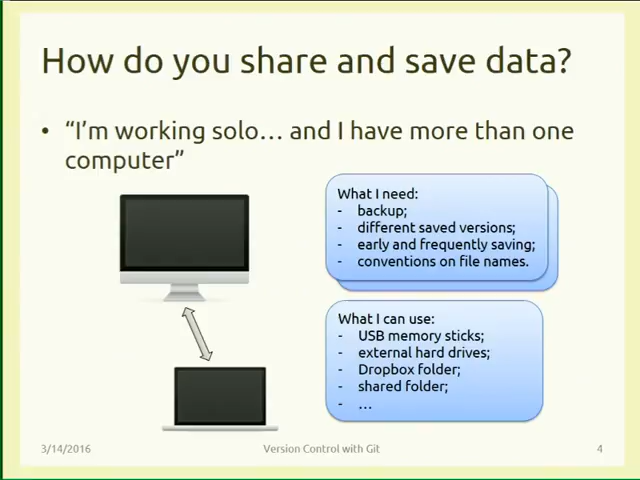 How do you share and save data?
• “I’m working solo… and I have more than one
computer”
What I need:
- backup;
- different saved versions;
- early and frequently saving;
- conventions on file names.
What I can use:
- USB memory sticks;
- external hard drives;
- Dropbox folder;
- shared folder;
- …
3/14/2016
Version Control with Git
4